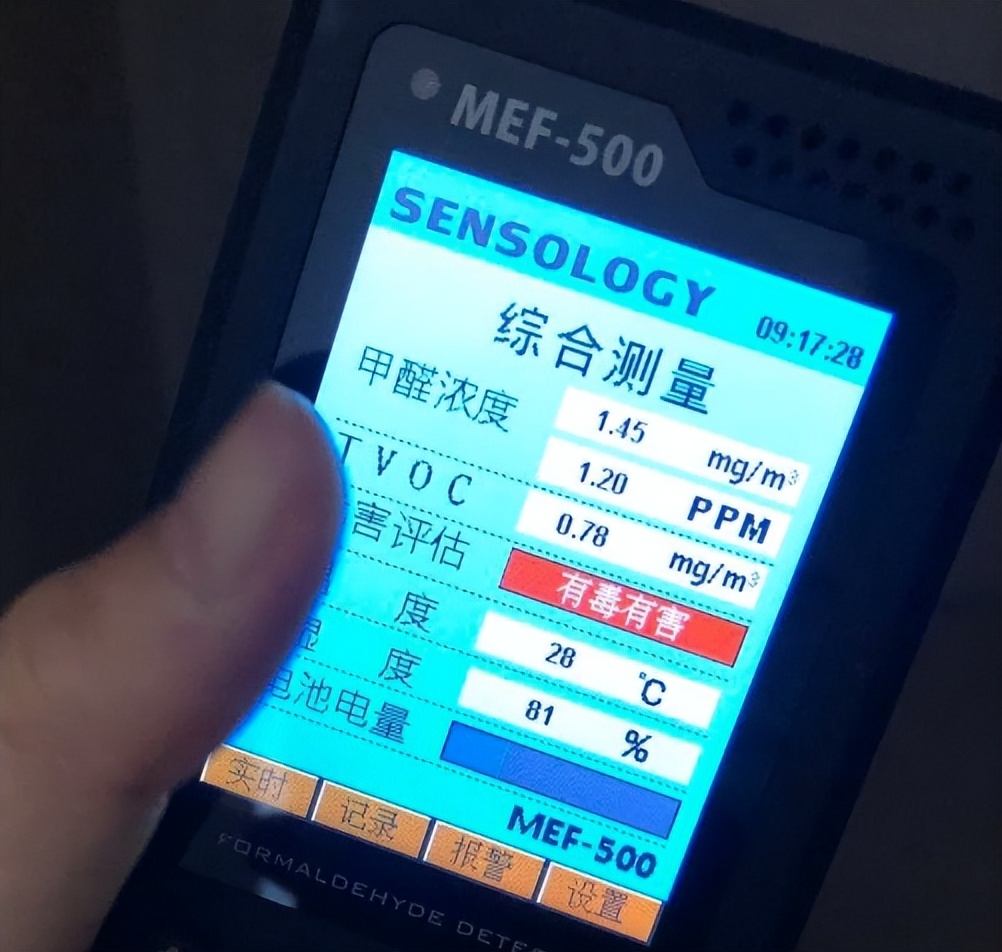 MEF-500
SENSOLOGY
09:17:28
综合测量
甲醛浓度 1.45 mg/m³
1.20 PPM
TVOC 0.78 mg/m³
害评估 有毒有害
度 28 ℃
湿 度 81 %
电池电量
MEF-500
实时 记录 报警 设置
FORMALDEHYDE DETE